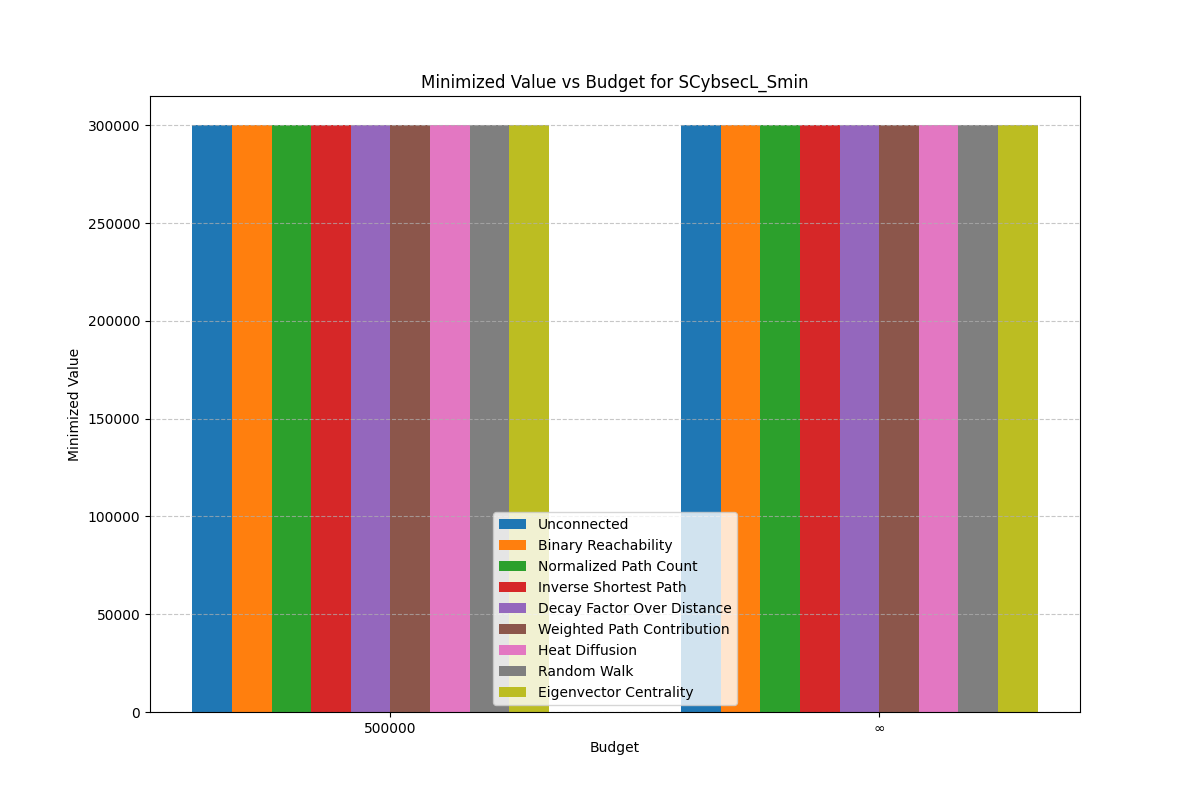 Minimized Value vs Budget for SCybsecL_Smin
Minimized Value
300000
250000
200000
150000
100000
50000
0
Unconnected
Binary Reachability
Normalized Path Count
Inverse Shortest Path
Decay Factor Over Distance
Weighted Path Contribution
Heat Diffusion
Random Walk
Eigenvector Centrality
500000
∞
Budget